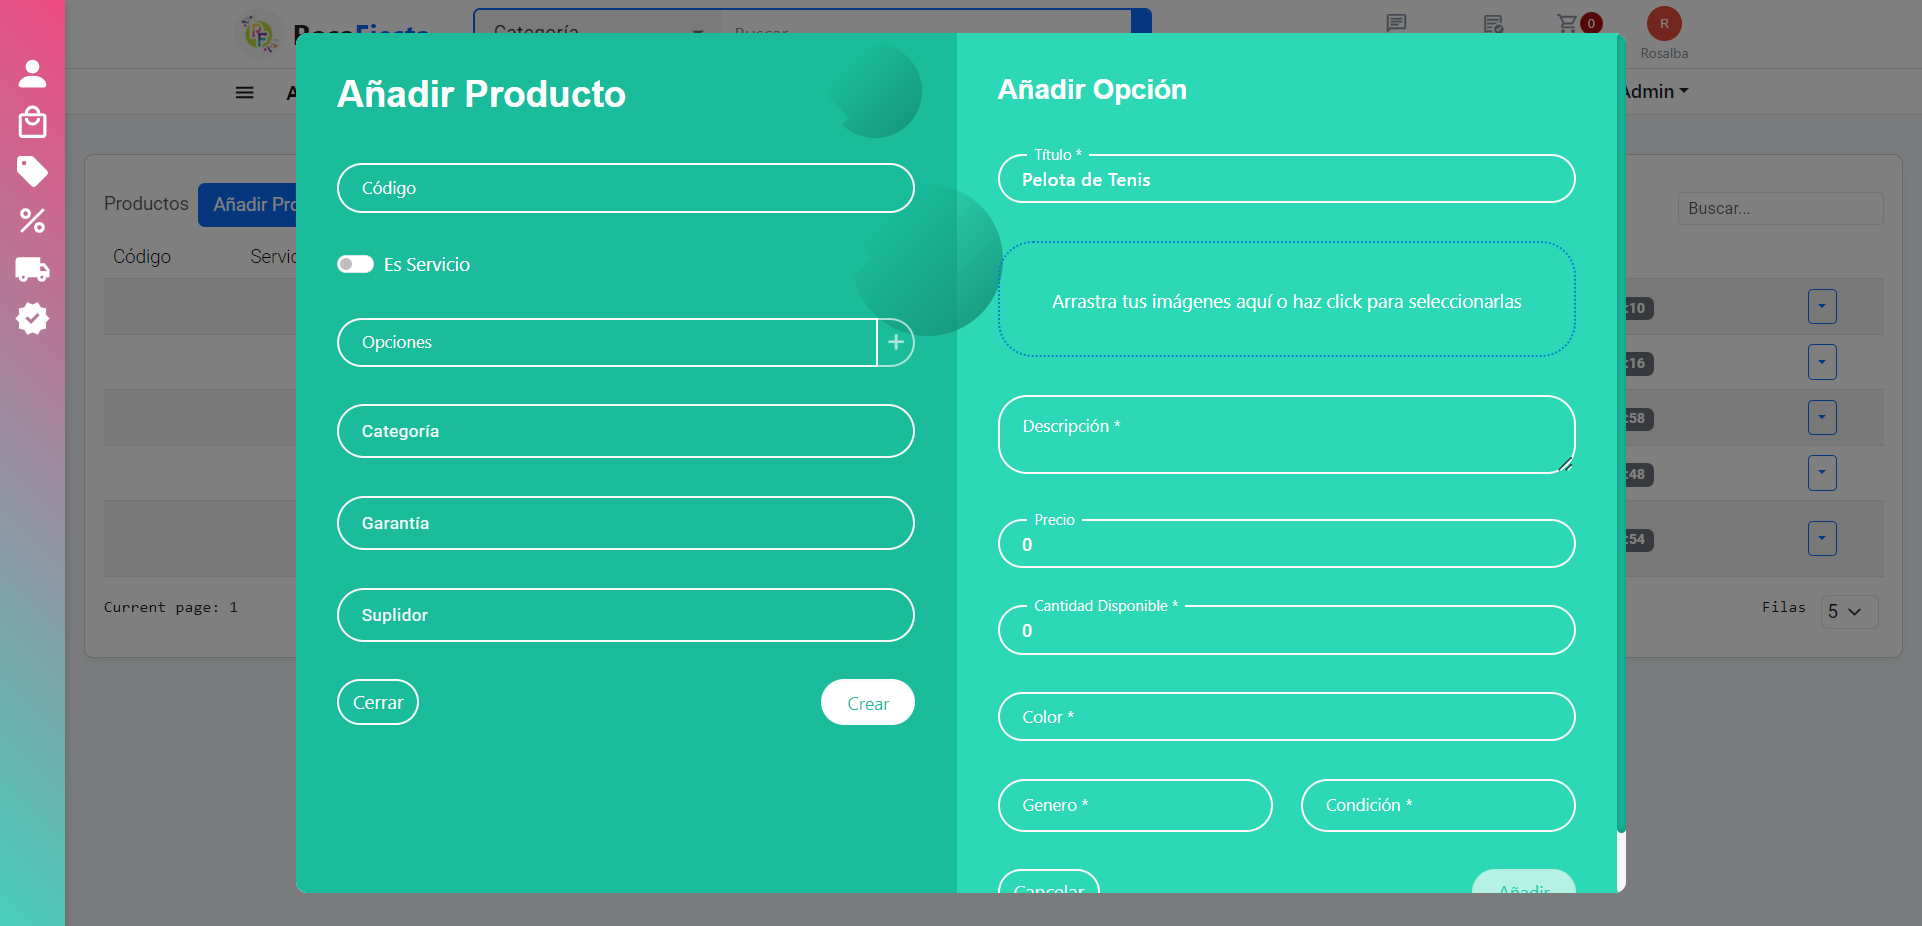 RosaFiesta
Categoría
Buscar
0
R
Rosalba
Admin
Añadir Producto
Código
Es Servicio
Opciones
+
Categoría
Garantía
Suplidor
Cerrar
Crear
Añadir Opción
Título *
Pelota de Tenis
Arrastra tus imágenes aquí o haz click para seleccionarlas
Descripción *
Precio
0
Cantidad Disponible *
0
Color *
Genero *
Condición *
Cancelar
Añadir
Productos
Añadir Pro
Buscar...
Código
Servic
:10
:16
:58
:48
:54
Current page: 1
Filas
5